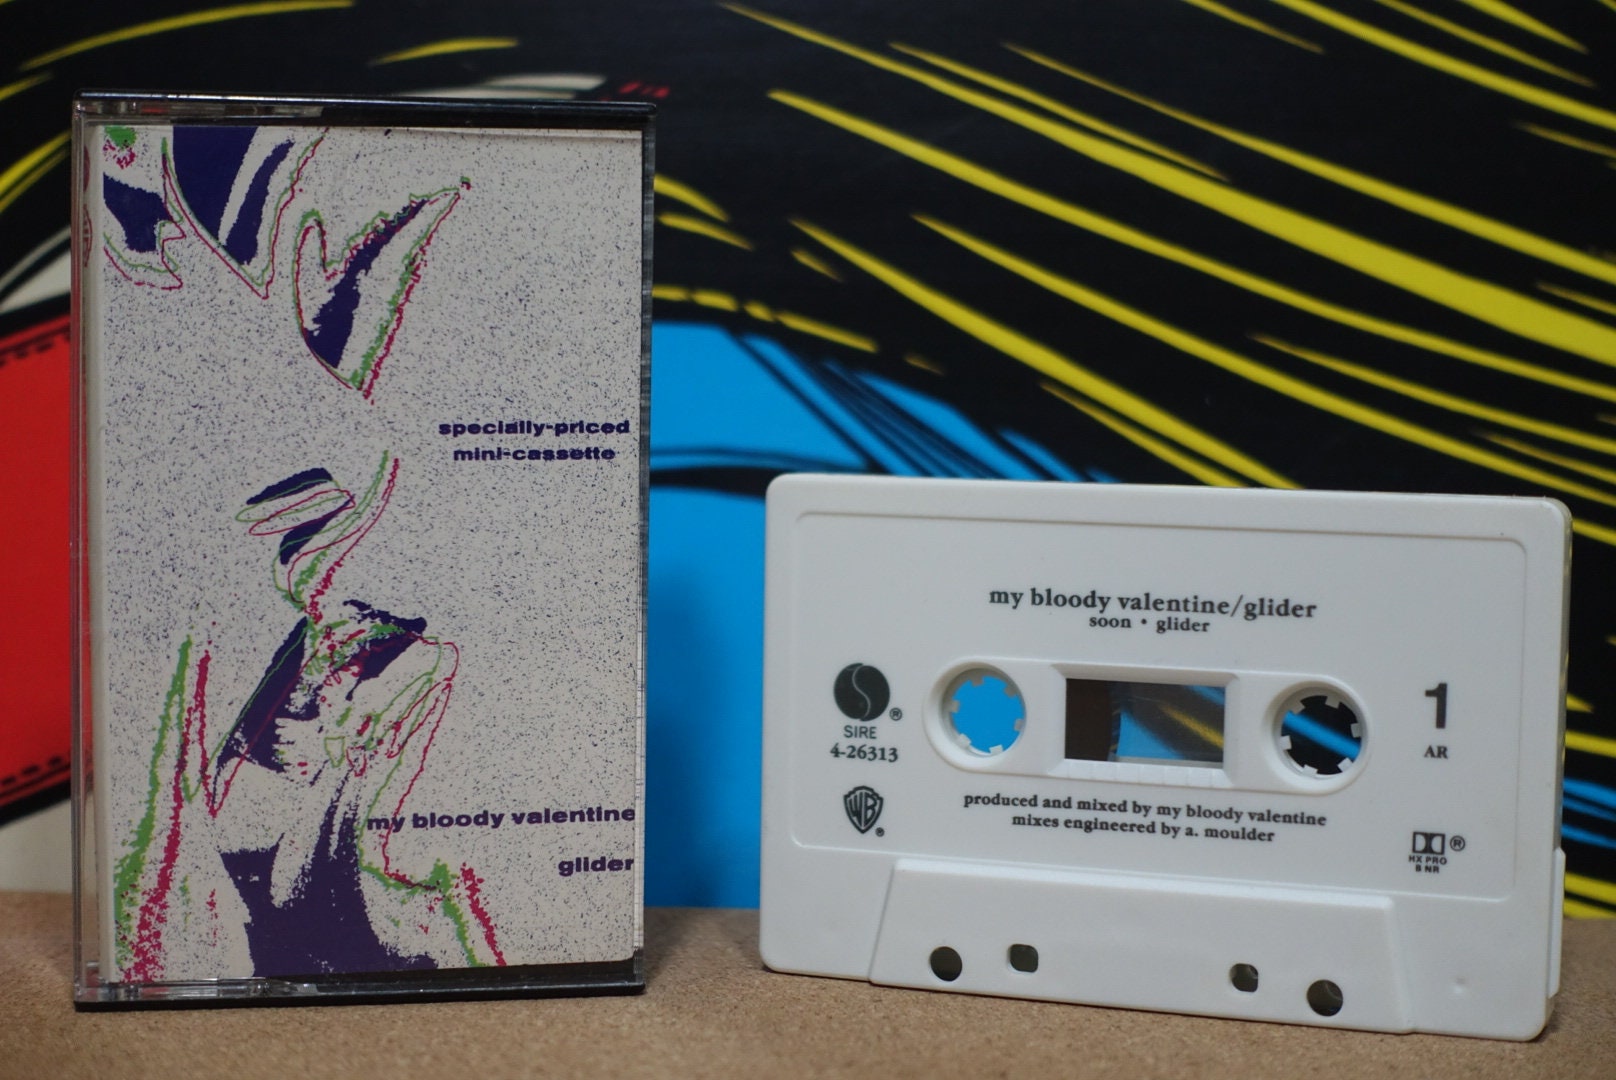 specially-priced
mini-cassette
my bloody valentine
glider
my bloody valentine/glider
soon • glider
®
SIRE
4-26313
1
AR
WB
®
produced and mixed by my bloody valentine
mixes engineered by a. moulder
®
HX PRO
B NR